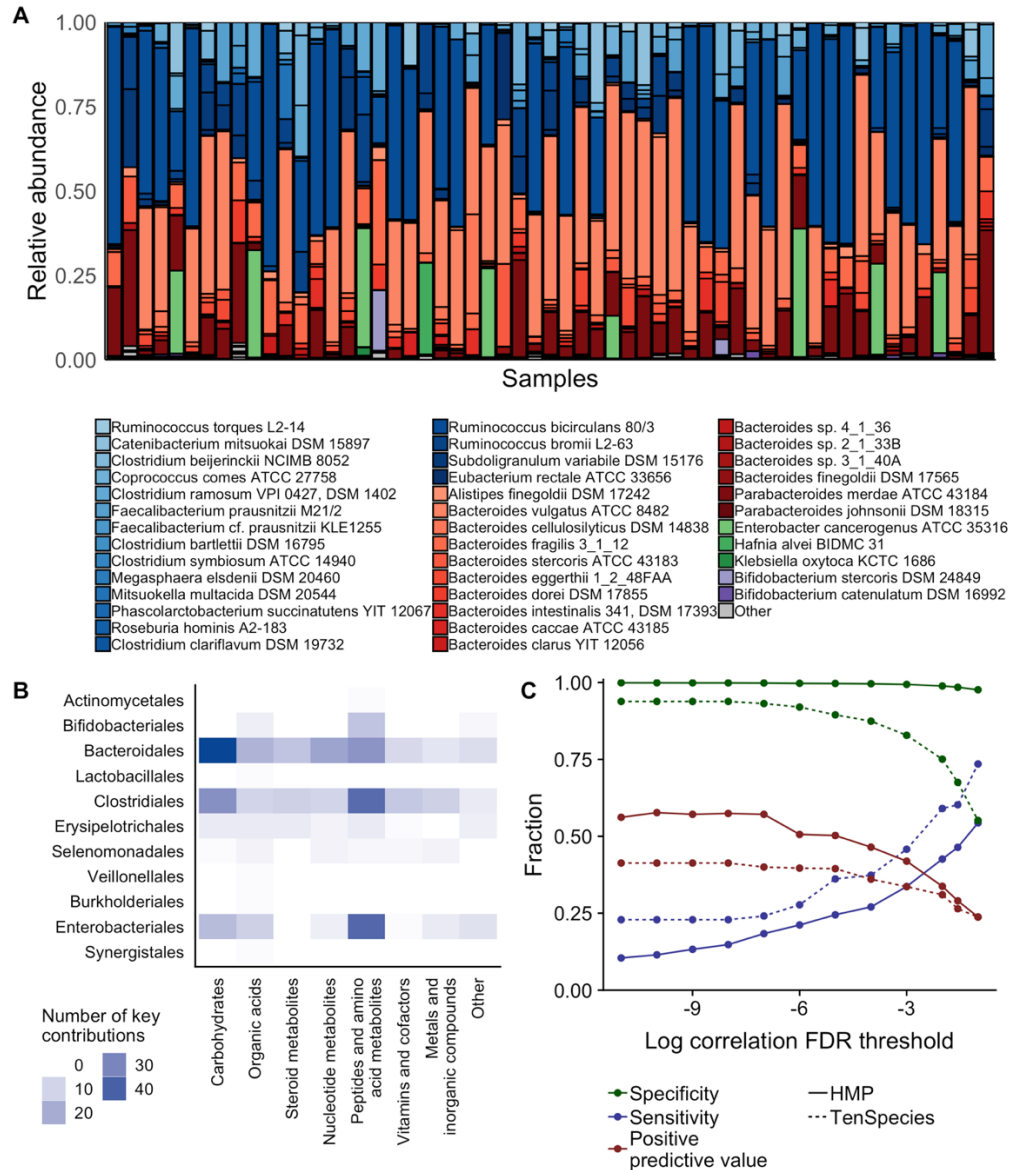 A
1.00
0.75
0.50
0.25
0.00
Relative abundance
Samples
Ruminococcus torques L2-14
Catenibacterium mitsuokai DSM 15897
Clostridium beijerinckii NCIMB 8052
Coprococcus comes ATCC 27758
Clostridium ramosum VPI 0427, DSM 1402
Faecalibacterium prausnitzii M21/2
Faecalibacterium cf. prausnitzii KLE1255
Clostridium bartlettii DSM 16795
Clostridium symbiosum ATCC 14940
Megasphaera elsdenii DSM 20460
Mitsuokella multacida DSM 20544
Phascolarctobacterium succinatutens YIT 12067
Roseburia hominis A2-183
Clostridium clariflavum DSM 19732
Ruminococcus bicirculans 80/3
Ruminococcus bromii L2-63
Subdoligranulum variabile DSM 15176
Eubacterium rectale ATCC 33656
Alistipes finegoldii DSM 17242
Bacteroides vulgatus ATCC 8482
Bacteroides cellulosilyticus DSM 14838
Bacteroides fragilis 3_1_12
Bacteroides stercoris ATCC 43183
Bacteroides eggerthii 1_2_48FAA
Bacteroides dorei DSM 17855
Bacteroides intestinalis 341, DSM 17393
Bacteroides caccae ATCC 43185
Bacteroides clarus YIT 12056
Bacteroides sp. 4_1_36
Bacteroides sp. 2_1_33B
Bacteroides sp. 3_1_40A
Bacteroides finegoldii DSM 17565
Parabacteroides merdae ATCC 43184
Parabacteroides johnsonii DSM 18315
Enterobacter cancerogenus ATCC 35316
Hafnia alvei BIDMC 31
Klebsiella oxytoca KCTC 1686
Bifidobacterium stercoris DSM 24849
Bifidobacterium catenulatum DSM 16992
Other
B
Actinomycetales
Bifidobacteriales
Bacteroidales
Lactobacillales
Clostridiales
Erysipelotrichales
Selenomonadales
Veillonellales
Burkholderiales
Enterobacteriales
Synergistales
Carbohydrates
Organic acids
Steroid metabolites
Nucleotide metabolites
Peptides and amino
acid metabolites
Vitamins and cofactors
Metals and
inorganic compounds
Other
Number of key
contributions
0
10
20
30
40
C
1.00
0.75
0.50
0.25
0.00
Fraction
-9
-6
-3
Log correlation FDR threshold
Specificity
Sensitivity
Positive
predictive value
HMP
TenSpecies